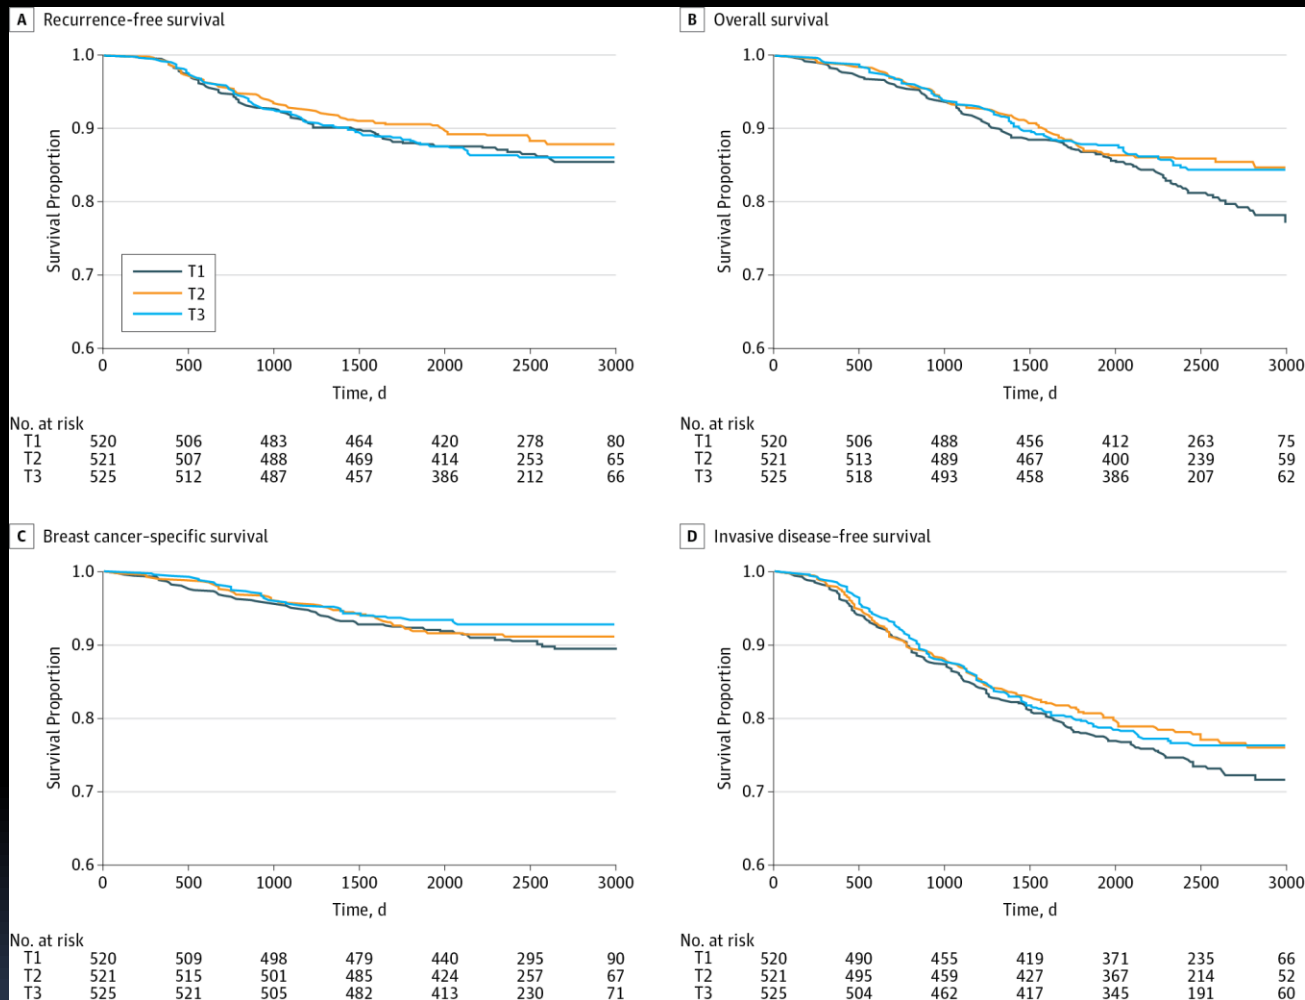 A Recurrence-free survival
1.0
0.9
0.8
0.7
0.6
Survival Proportion
T1
T2
T3
0 500 1000 1500 2000 2500 3000
Time, d
No. at risk
T1 520 506 483 464 420 278 80
T2 521 507 488 469 414 253 65
T3 525 512 487 457 386 212 66
B Overall survival
1.0
0.9
0.8
0.7
0.6
Survival Proportion
0 500 1000 1500 2000 2500 3000
Time, d
No. at risk
T1 520 506 488 456 412 263 75
T2 521 513 489 467 400 239 59
T3 525 518 493 458 386 207 62
C Breast cancer-specific survival
1.0
0.9
0.8
0.7
0.6
Survival Proportion
0 500 1000 1500 2000 2500 3000
Time, d
No. at risk
T1 520 509 498 479 440 295 90
T2 521 515 501 485 424 257 67
T3 525 521 505 482 413 230 71
D Invasive disease-free survival
1.0
0.9
0.8
0.7
0.6
Survival Proportion
0 500 1000 1500 2000 2500 3000
Time, d
No. at risk
T1 520 490 455 419 371 235 66
T2 521 495 459 427 367 214 52
T3 525 504 462 417 345 191 60